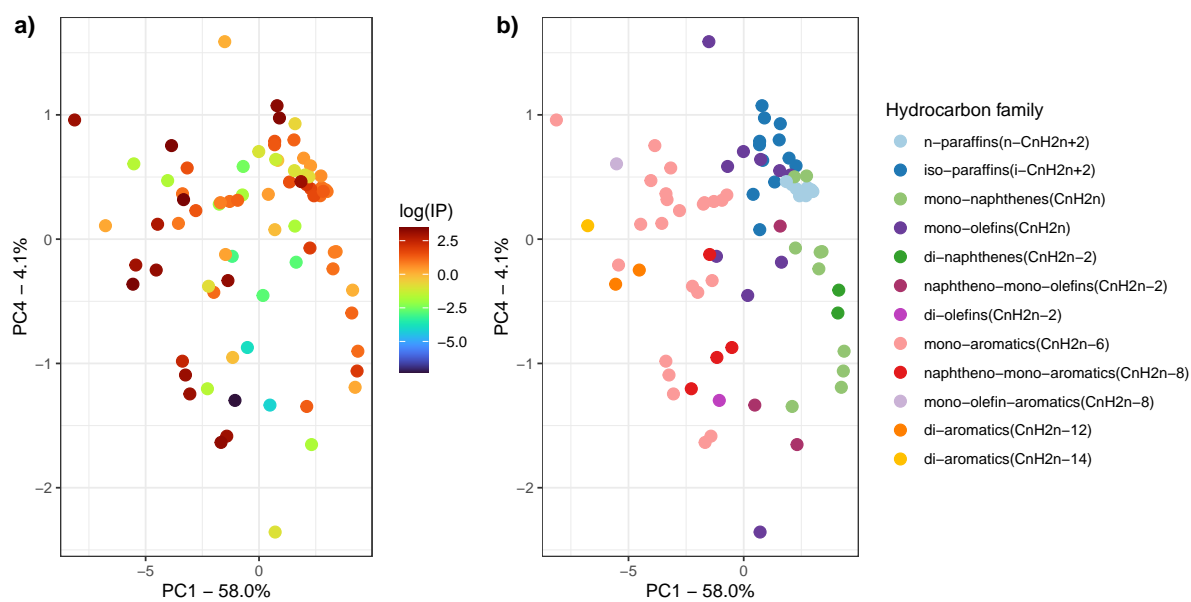 a)
1
0
−1
−2
−5
0
PC4 − 4.1%
PC1 − 58.0%
log(IP)
2.5
0.0
−2.5
−5.0
b)
1
0
−1
−2
−5
0
PC4 − 4.1%
PC1 − 58.0%
Hydrocarbon family
n−paraffins(n−CnH2n+2)
iso−paraffins(i−CnH2n+2)
mono−naphthenes(CnH2n)
mono−olefins(CnH2n)
di−naphthenes(CnH2n−2)
naphtheno−mono−olefins(CnH2n−2)
di−olefins(CnH2n−2)
mono−aromatics(CnH2n−6)
naphtheno−mono−aromatics(CnH2n−8)
mono−olefin−aromatics(CnH2n−8)
di−aromatics(CnH2n−12)
di−aromatics(CnH2n−14)